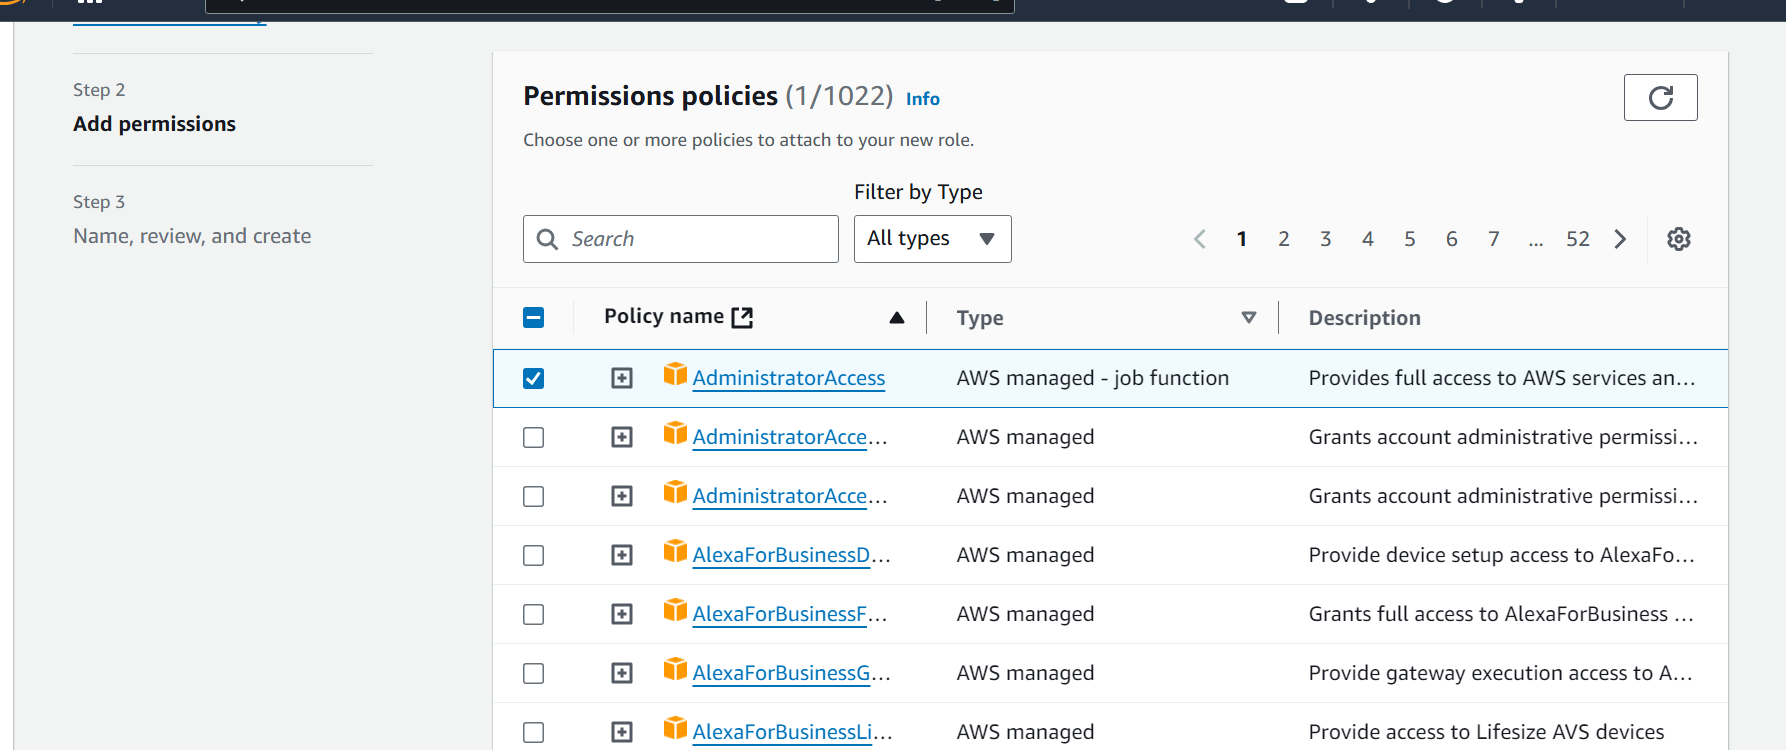 Step 2
Add permissions
Step 3
Name, review, and create
Permissions policies (1/1022) Info
Choose one or more policies to attach to your new role.
Filter by Type
Search
All types
1 2 3 4 5 6 7 ... 52
Policy name Type Description
AdministratorAccess AWS managed - job function Provides full access to AWS services an...
AdministratorAcce... AWS managed Grants account administrative permissi...
AdministratorAcce... AWS managed Grants account administrative permissi...
AlexaForBusinessD... AWS managed Provide device setup access to AlexaFo...
AlexaForBusinessF... AWS managed Grants full access to AlexaForBusiness ...
AlexaForBusinessG... AWS managed Provide gateway execution access to A...
AlexaForBusinessLi... AWS managed Provide access to Lifesize AVS devices